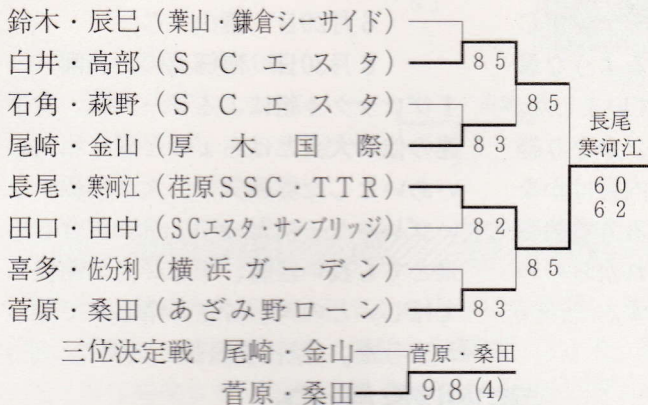 鈴木・辰巳(葉山・鎌倉シーサイド)
白井・高部(SCエスタ)
85
石角・萩野(SCエスタ)
85
尾崎・金山(厚木国際)
83
長尾
寒河江
長尾・寒河江(荏原SSC・TTR)
60
62
田口・田中(SCエスタ・サンブリッジ)
82
喜多・佐分利(横浜ガーデン)
85
菅原・桑田(あざみ野ローン)
83
三位決定戦 尾崎・金山
菅原・桑田
菅原・桑田
98(4)